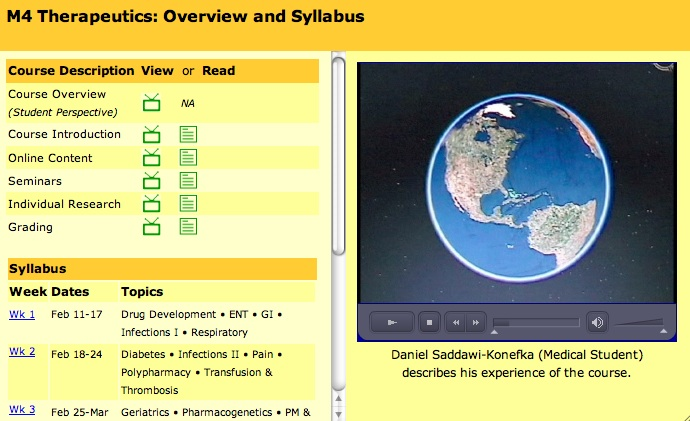 M4 Therapeutics: Overview and Syllabus
Course Description View or Read
Course Overview
(Student Perspective)
NA
Course Introduction
Online Content
Seminars
Individual Research
Grading
Syllabus
Week Dates Topics
Wk 1 Feb 11-17 Drug Development • ENT • GI •
Infections I • Respiratory
Wk 2 Feb 18-24 Diabetes • Infections II • Pain •
Polypharmacy • Transfusion &
Thrombosis
Wk 3 Feb 25-Mar Geriatrics • Pharmacogenetics • PM &
Daniel Saddawi-Konefka (Medical Student)
describes his experience of the course.